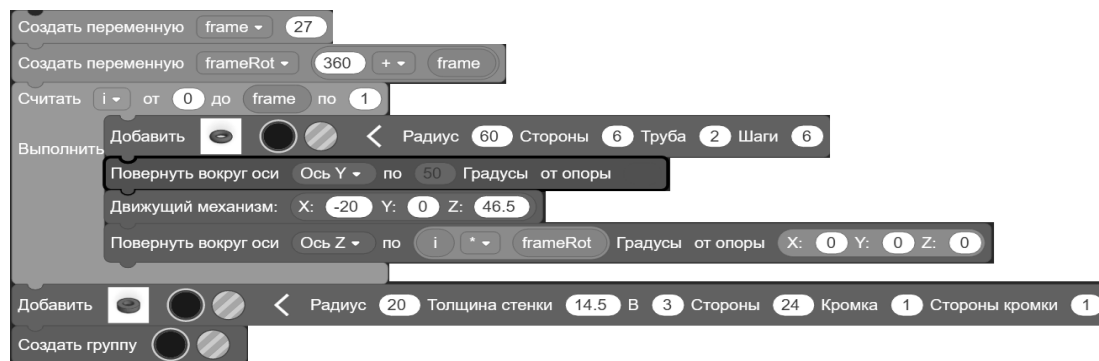 Создать переменную frame 27
Создать переменную frameRot 360 + frame
Считать i от 0 до frame по 1
Выполнить
Добавить Радиус 60 Стороны 6 Труба 2 Шаги 6
Повернуть вокруг оси Ось Y по 50 Градусы от опоры
Движущий механизм: X: -20 Y: 0 Z: 46.5
Повернуть вокруг оси Ось Z по i * frameRot Градусы от опоры X: 0 Y: 0 Z: 0
Добавить Радиус 20 Толщина стенки 14.5 В 3 Стороны 24 Кромка 1 Стороны кромки 1
Создать группу